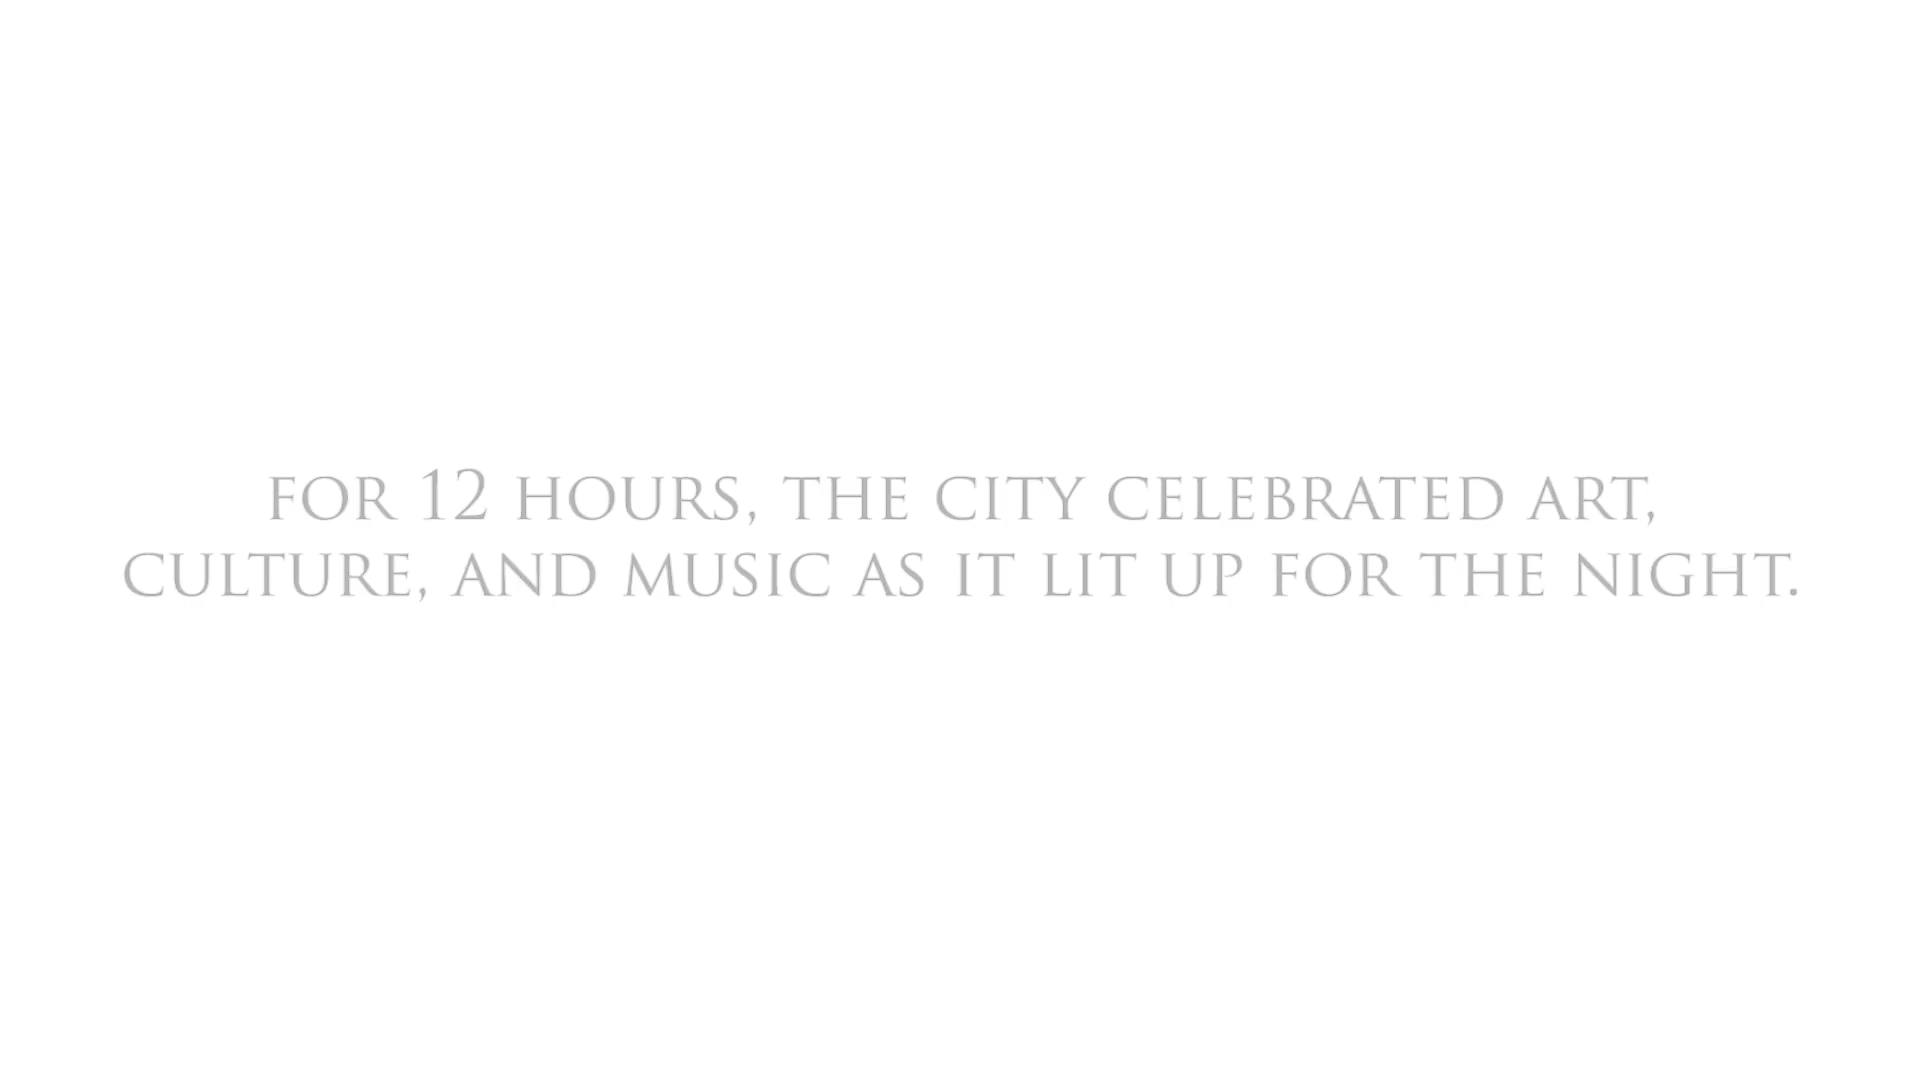 FOR 12 HOURS, THE CITY CELEBRATED ART,
CULTURE, AND MUSIC AS IT LIT UP FOR THE NIGHT.